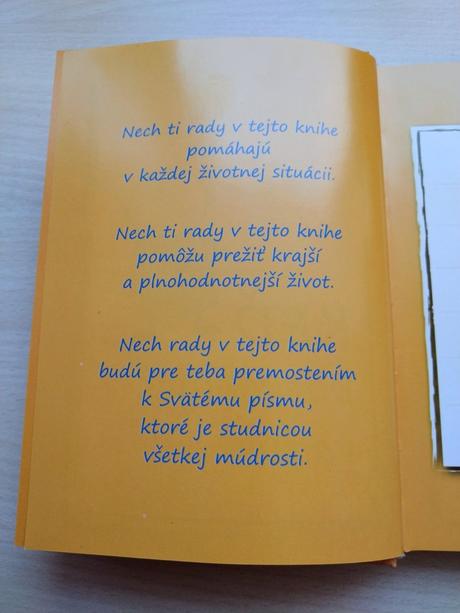 Nech ti rady v tejto knihe
pomáhajú
v každej životnej situácii.
Nech ti rady v tejto knihe
pomôžu prežiť krajší
a plnohodnotnejší život.
Nech rady v tejto knihe
budú pre teba premostením
k Svätému písmu,
ktoré je studnicou
všetkej múdrosti.